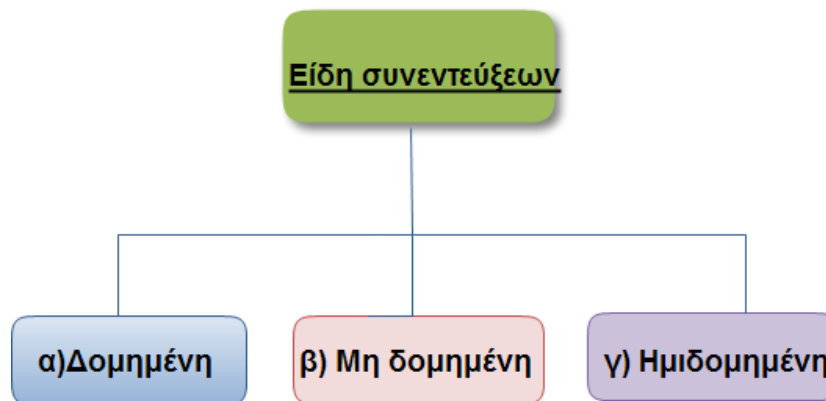 Είδη συνεντεύξεων
α)Δομημένη
β) Μη δομημένη
γ) Ημιδομημένη